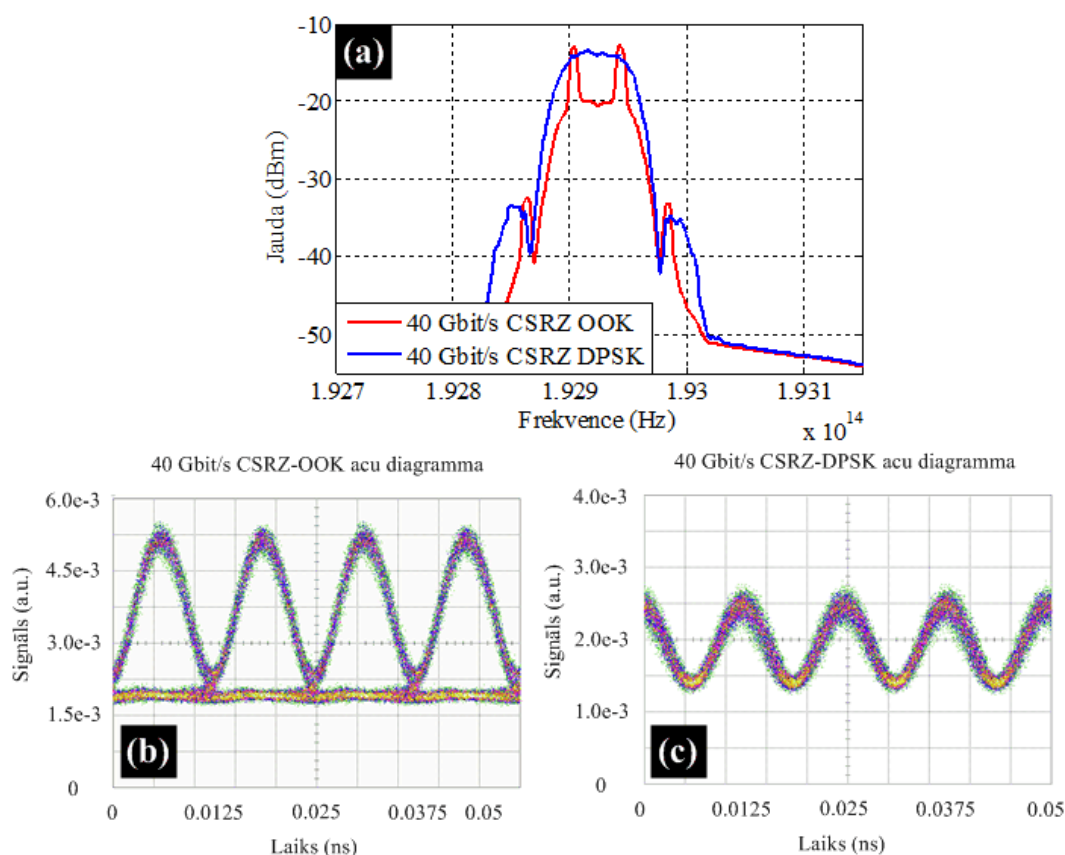 (a)
-10
-20
-30
-40
-50
Jauda (dBm)
40 Gbit/s CSRZ OOK
40 Gbit/s CSRZ DPSK
1.927 1.928 1.929 1.93 1.931
Frekvence (Hz)
x 10^14
40 Gbit/s CSRZ-OOK acu diagramma
6.0e-3
4.5e-3
3.0e-3
1.5e-3
0
Signāls (a.u.)
(b)
0 0.0125 0.025 0.0375 0.05
Laiks (ns)
40 Gbit/s CSRZ-DPSK acu diagramma
4.0e-3
3.0e-3
2.0e-3
1.0e-3
0
Signāls (a.u.)
(c)
0 0.0125 0.025 0.0375 0.05
Laiks (ns)